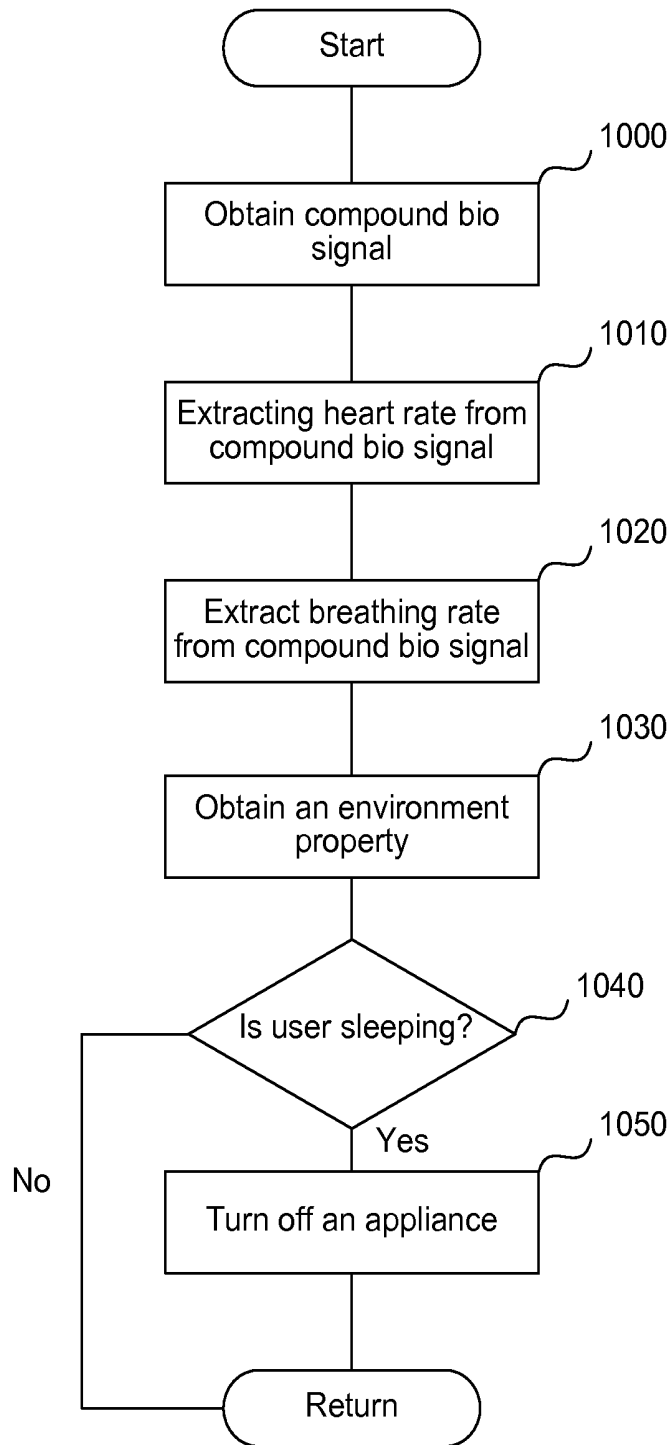 Start
1000
Obtain compound bio
signal
1010
Extracting heart rate from
compound bio signal
1020
Extract breathing rate
from compound bio signal
1030
Obtain an environment
property
1040
Is user sleeping?
Yes
1050
No
Turn off an appliance
Return